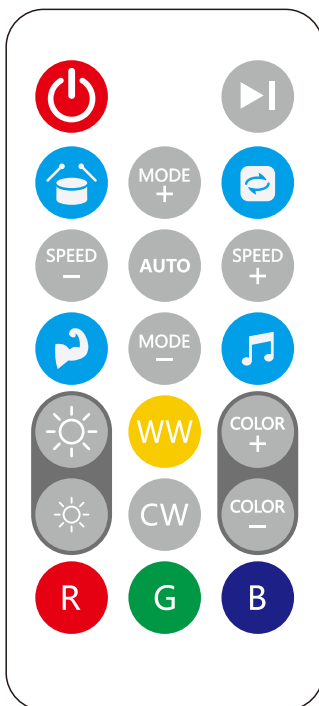 MODE
+
SPEED
−
AUTO
SPEED
+
MODE
−
WW
COLOR
+
CW
COLOR
−
R
G
B